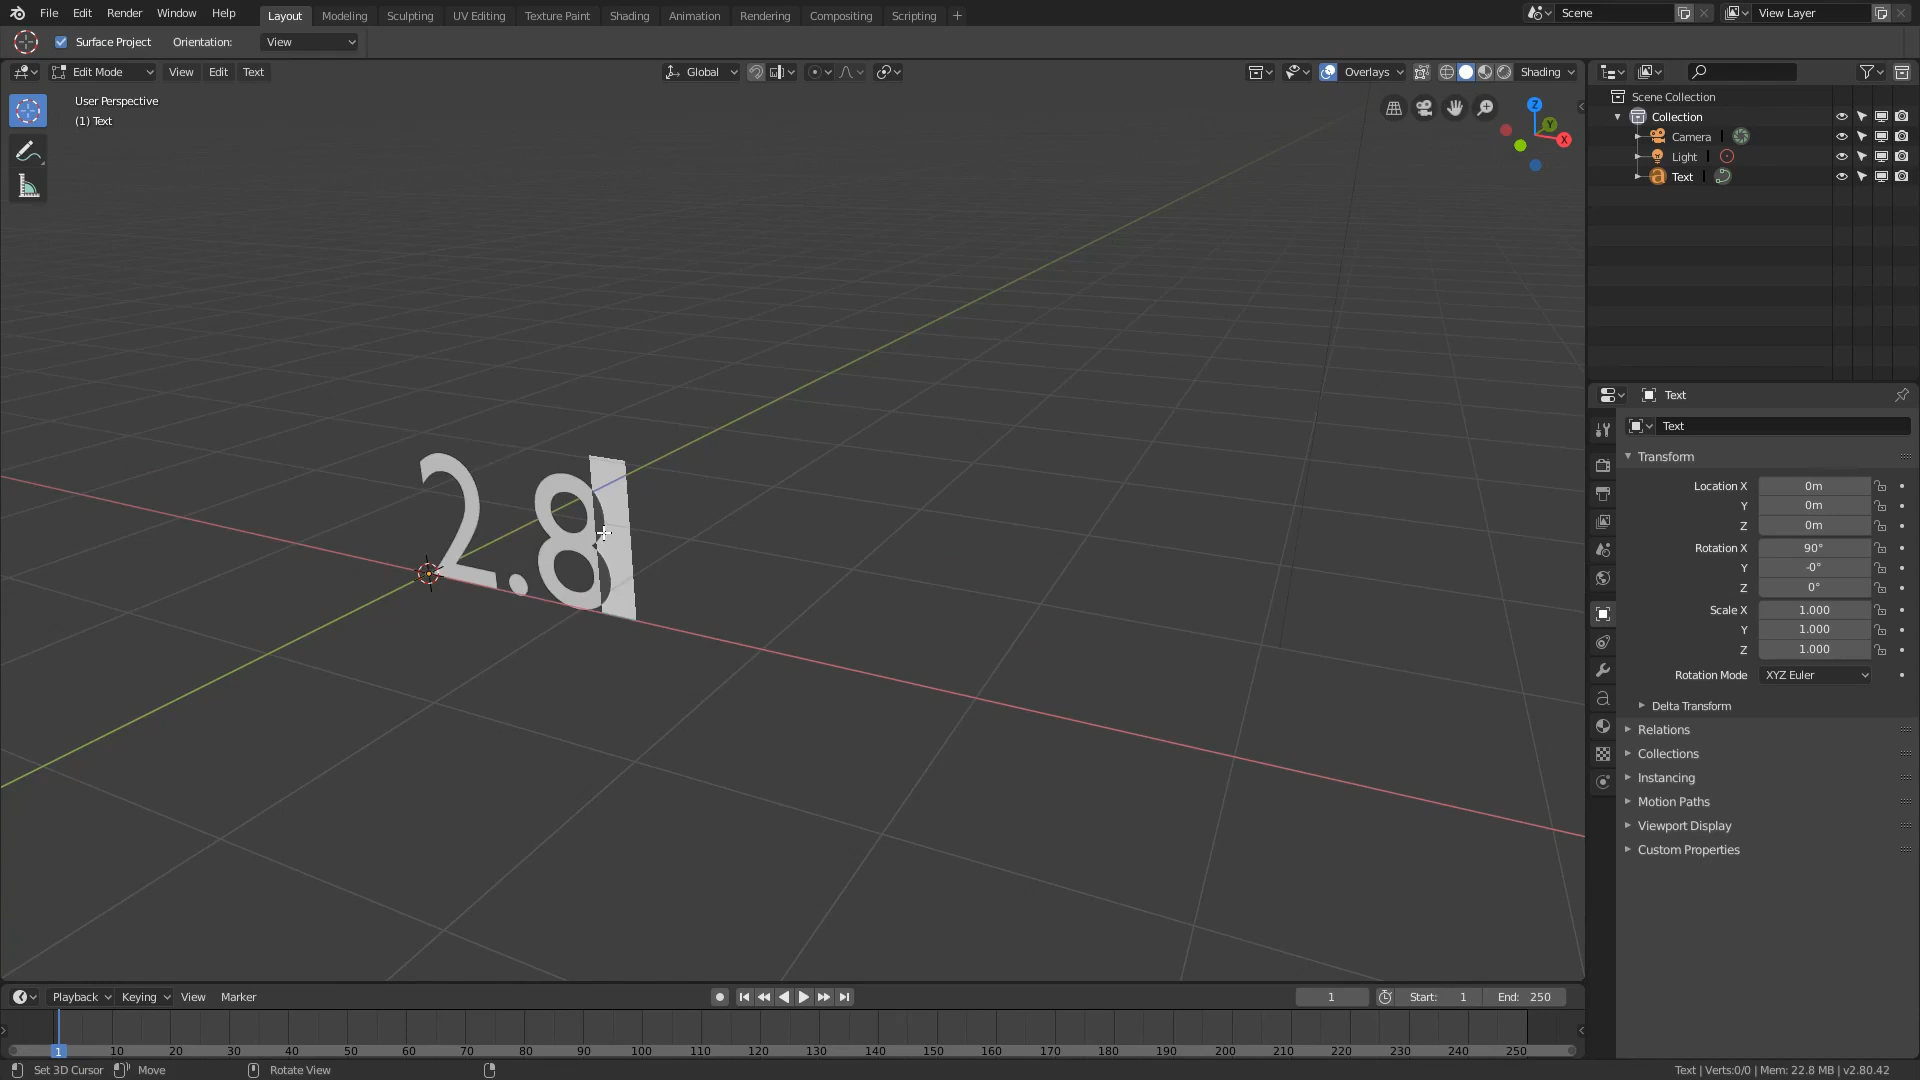 File Edit Render Window Help Layout Modeling Sculpting UV Editing Texture Paint Shading Animation Rendering Compositing Scripting + Scene View Layer
Surface Project Orientation: View
Edit Mode View Edit Text Global Overlays Shading
User Perspective
(1) Text
Z
Y
X
2.8
Scene Collection
Collection
Camera
Light
Text
Text
Text
Transform
Location X 0m
Y 0m
Z 0m
Rotation X 90°
Y -0°
Z 0°
Scale X 1.000
Y 1.000
Z 1.000
Rotation Mode XYZ Euler
Delta Transform
Relations
Collections
Instancing
Motion Paths
Viewport Display
Custom Properties
Playback Keying View Marker 1 Start: 1 End: 250
1 10 20 30 40 50 60 70 80 90 100 110 120 130 140 150 160 170 180 190 200 210 220 230 240 250
Set 3D Cursor Move Rotate View Text | Verts:0/0 | Mem: 22.8 MB | v2.80.42